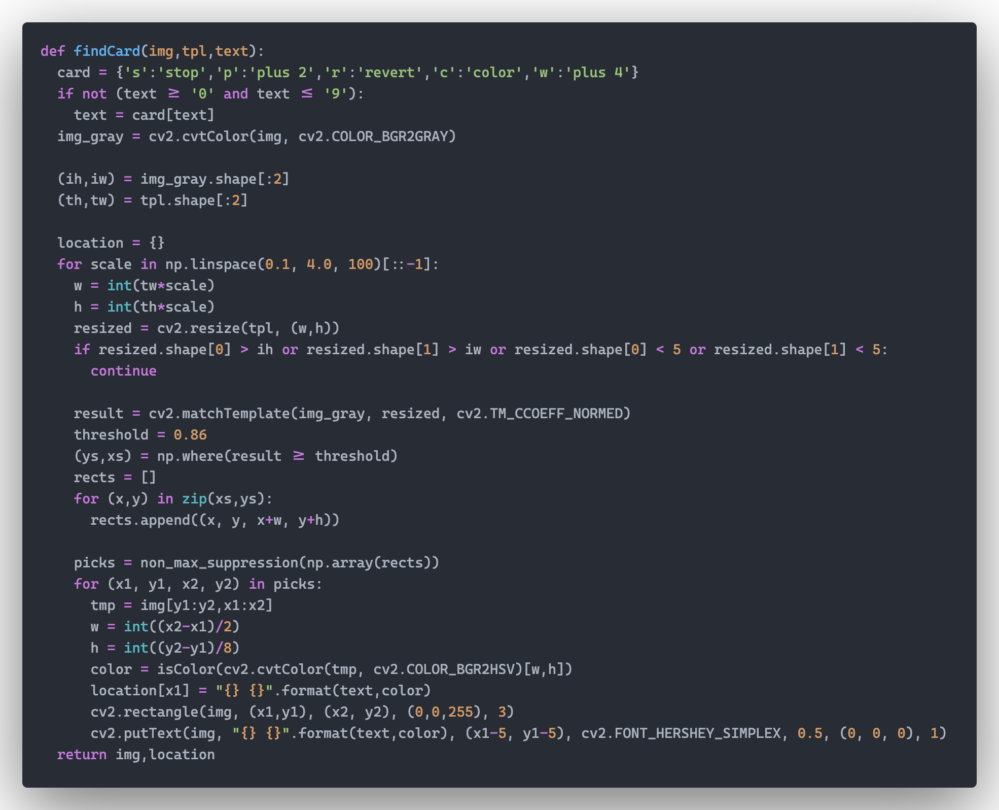 def findCard(img,tpl,text):
  card = {'s':'stop','p':'plus 2','r':'revert','c':'color','w':'plus 4'}
  if not (text ≥ '0' and text ≤ '9'):
    text = card[text]
  img_gray = cv2.cvtColor(img, cv2.COLOR_BGR2GRAY)

  (ih,iw) = img_gray.shape[:2]
  (th,tw) = tpl.shape[:2]

  location = {}
  for scale in np.linspace(0.1, 4.0, 100)[::-1]:
    w = int(tw*scale)
    h = int(th*scale)
    resized = cv2.resize(tpl, (w,h))
    if resized.shape[0] > ih or resized.shape[1] > iw or resized.shape[0] < 5 or resized.shape[1] < 5:
      continue

    result = cv2.matchTemplate(img_gray, resized, cv2.TM_CCOEFF_NORMED)
    threshold = 0.86
    (ys,xs) = np.where(result ≥ threshold)
    rects = []
    for (x,y) in zip(xs,ys):
      rects.append((x, y, x+w, y+h))

    picks = non_max_suppression(np.array(rects))
    for (x1, y1, x2, y2) in picks:
      tmp = img[y1:y2,x1:x2]
      w = int((x2-x1)/2)
      h = int((y2-y1)/8)
      color = isColor(cv2.cvtColor(tmp, cv2.COLOR_BGR2HSV)[w,h])
      location[x1] = "{} {}".format(text,color)
      cv2.rectangle(img, (x1,y1), (x2, y2), (0,0,255), 3)
      cv2.putText(img, "{} {}".format(text,color), (x1-5, y1-5), cv2.FONT_HERSHEY_SIMPLEX, 0.5, (0, 0, 0), 1)
  return img,location